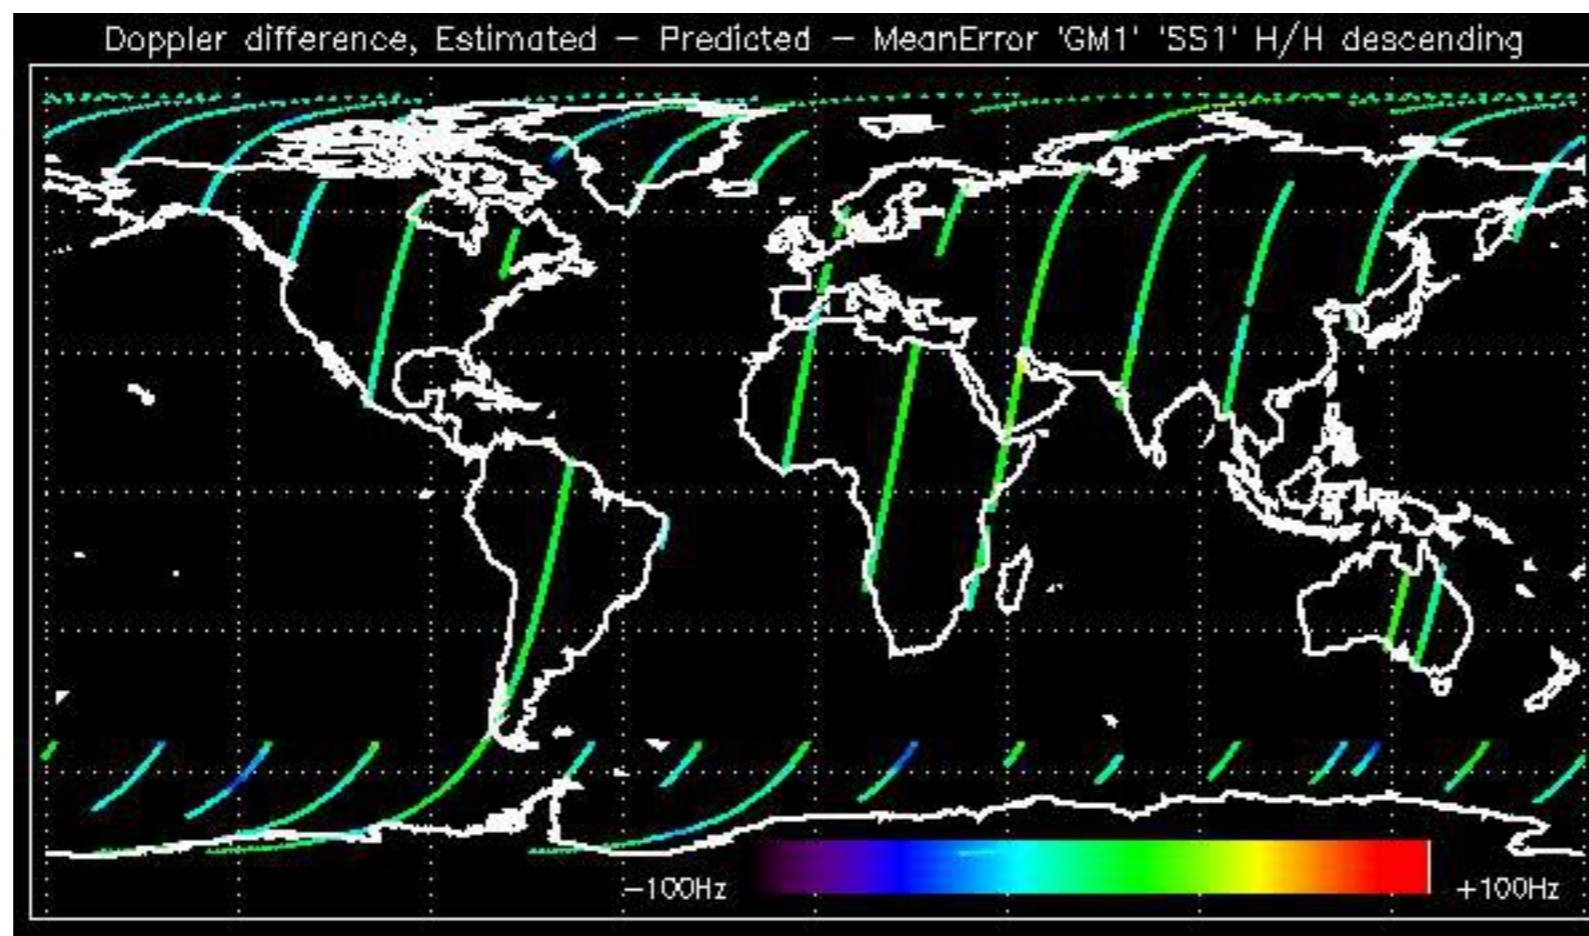 Doppler difference, Estimated – Predicted – MeanError 'GM1' 'SS1' H/H descending
–100Hz
+100Hz